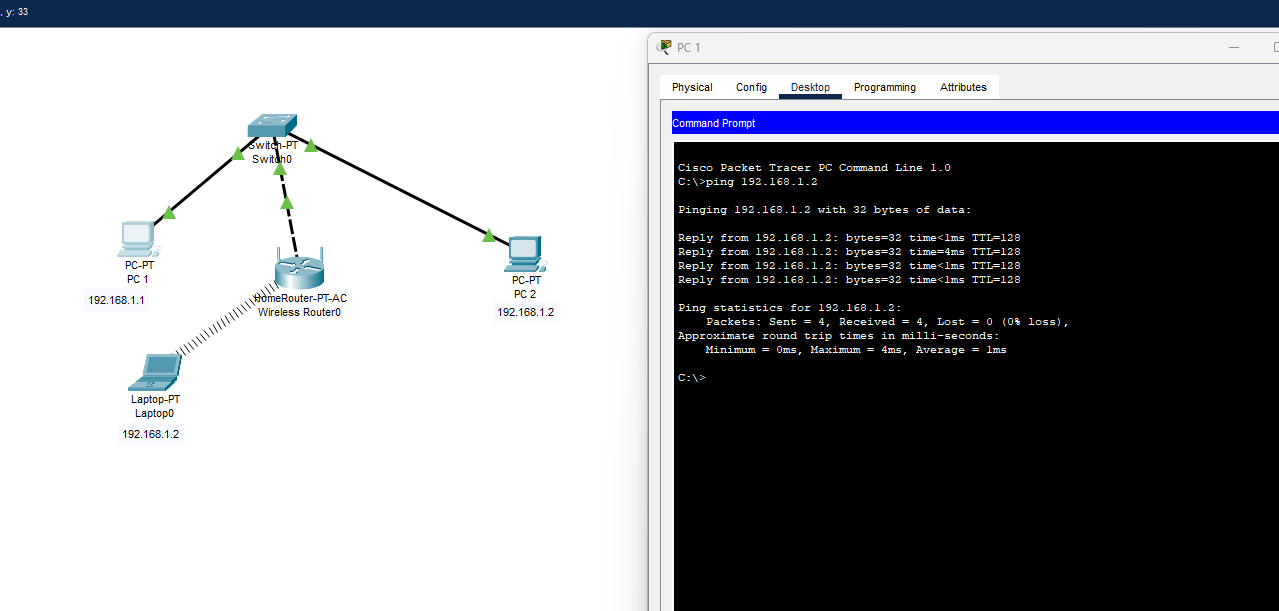 , y: 33
Switch-PT
Switch0
PC-PT
PC 1
192.168.1.1
HomeRouter-PT-AC
Wireless Router0
PC-PT
PC 2
192.168.1.2
Laptop-PT
Laptop0
192.168.1.2
PC 1
Physical Config Desktop Programming Attributes
Command Prompt
Cisco Packet Tracer PC Command Line 1.0
C:\>ping 192.168.1.2
Pinging 192.168.1.2 with 32 bytes of data:
Reply from 192.168.1.2: bytes=32 time<1ms TTL=128
Reply from 192.168.1.2: bytes=32 time=4ms TTL=128
Reply from 192.168.1.2: bytes=32 time<1ms TTL=128
Reply from 192.168.1.2: bytes=32 time<1ms TTL=128
Ping statistics for 192.168.1.2:
Packets: Sent = 4, Received = 4, Lost = 0 (0% loss),
Approximate round trip times in milli-seconds:
Minimum = 0ms, Maximum = 4ms, Average = 1ms
C:\>